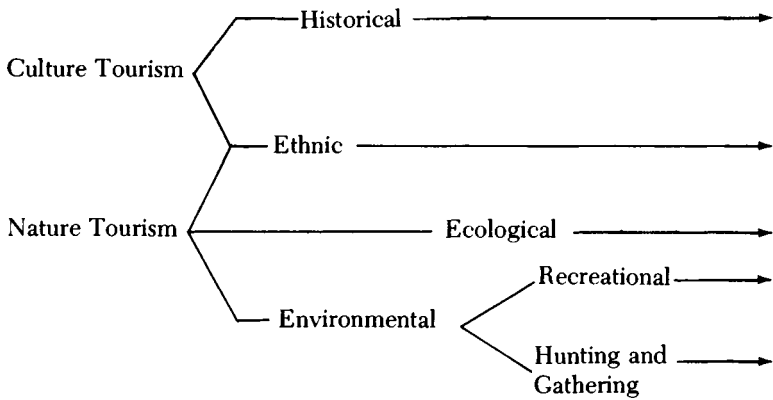 Historical
Culture Tourism
Ethnic
Nature Tourism
Ecological
Recreational
Environmental
Hunting and
Gathering